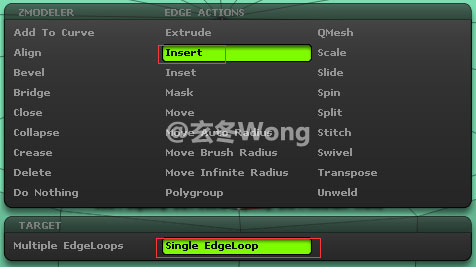 ZMODELER EDGE ACTIONS
Add To Curve Extrude QMesh
Align Insert Scale
Bevel Inset Slide
Bridge Mask Spin
Close Move Split
Collapse Move Auto Radius Stitch
Crease Move Brush Radius Swivel
Delete Move Infinite Radius Transpose
Do Nothing Polygroup Unweld
@玄冬Wong
TARGET
Multiple EdgeLoops Single EdgeLoop